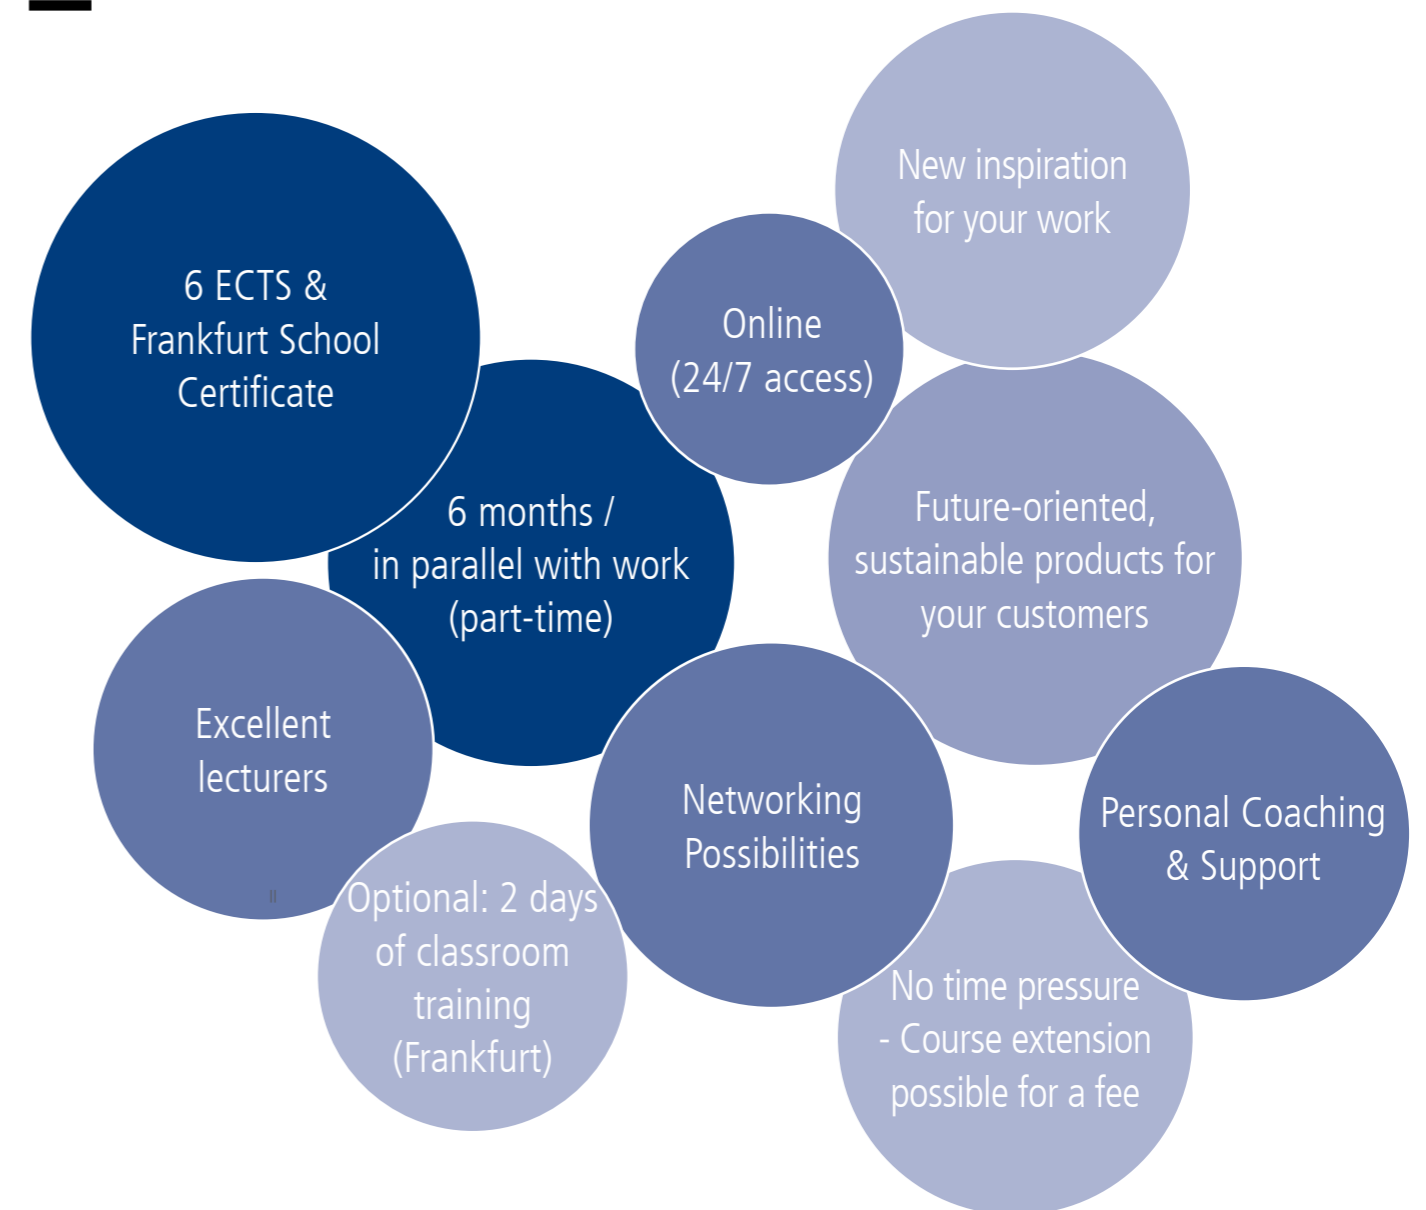 New inspiration
for your work
6 ECTS &
Frankfurt School
Certificate
Online
(24/7 access)
6 months /
in parallel with work
(part-time)
Future-oriented,
sustainable products for
your customers
Excellent
lecturers
Networking
Possibilities
Personal Coaching
& Support
Optional: 2 days
of classroom
training
(Frankfurt)
No time pressure
- Course extension
possible for a fee